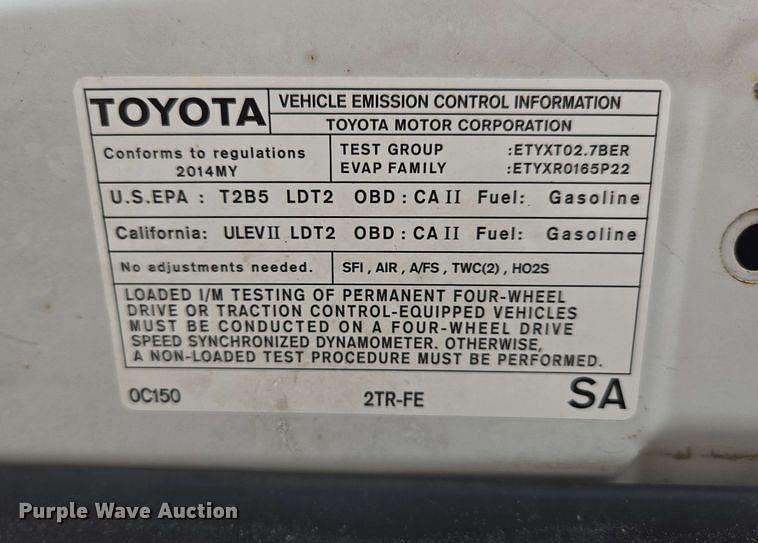 TOYOTA
VEHICLE EMISSION CONTROL INFORMATION
TOYOTA MOTOR CORPORATION
Conforms to regulations
2014MY
TEST GROUP :ETYXT02.7BER
EVAP FAMILY :ETYXR0165P22
U.S.EPA : T2B5 LDT2 OBD : CA II Fuel: Gasoline
California: ULEVII LDT2 OBD : CA II Fuel: Gasoline
No adjustments needed.
SFI , AIR , A/FS , TWC(2) , HO2S
LOADED I/M TESTING OF PERMANENT FOUR-WHEEL
DRIVE OR TRACTION CONTROL-EQUIPPED VEHICLES
MUST BE CONDUCTED ON A FOUR-WHEEL DRIVE
SPEED SYNCHRONIZED DYNAMOMETER. OTHERWISE,
A NON-LOADED TEST PROCEDURE MUST BE PERFORMED.
0C150 2TR-FE SA
Purple Wave Auction